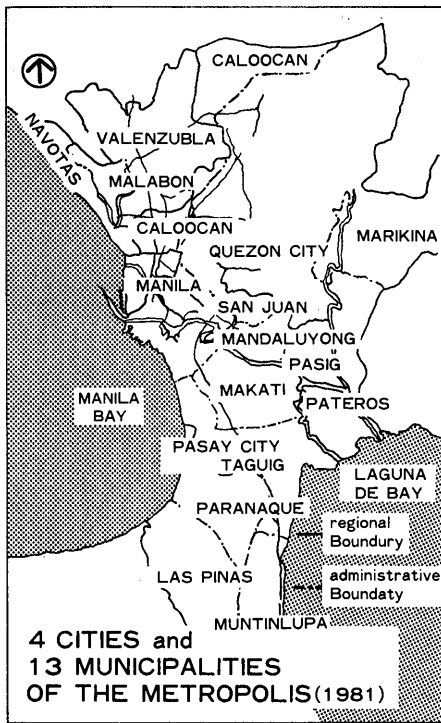 CALOOCAN
NAVOTAS
VALENZUBLA
MALABON
CALOOCAN
QUEZON CITY
MARIKINA
MANILA
SAN JUAN
MANDALUYONG
PASIG
MAKATI
MANILA
BAY
PATEROS
PASAY CITY
TAGUIG
LAGUNA
DE BAY
PARANAQUE
regional
Boundury
LAS PINAS
administrative
Boundaty
MUNTINLUPA
4 CITIES and
13 MUNICIPALITIES
OF THE METROPOLIS (1981)